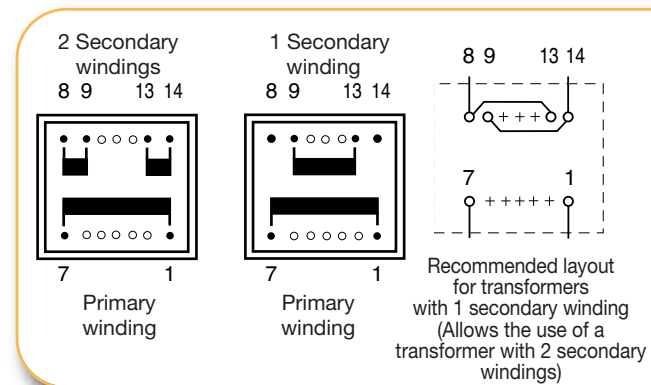 2 Secondary
windings
8 9 13 14
7 1
Primary
winding
1 Secondary
winding
8 9 13 14
7 1
Primary
winding
8 9 13 14
+ + +
7 1
+ + + + +
Recommended layout
for transformers
with 1 secondary winding
(Allows the use of a
transformer with 2 secondary
windings)